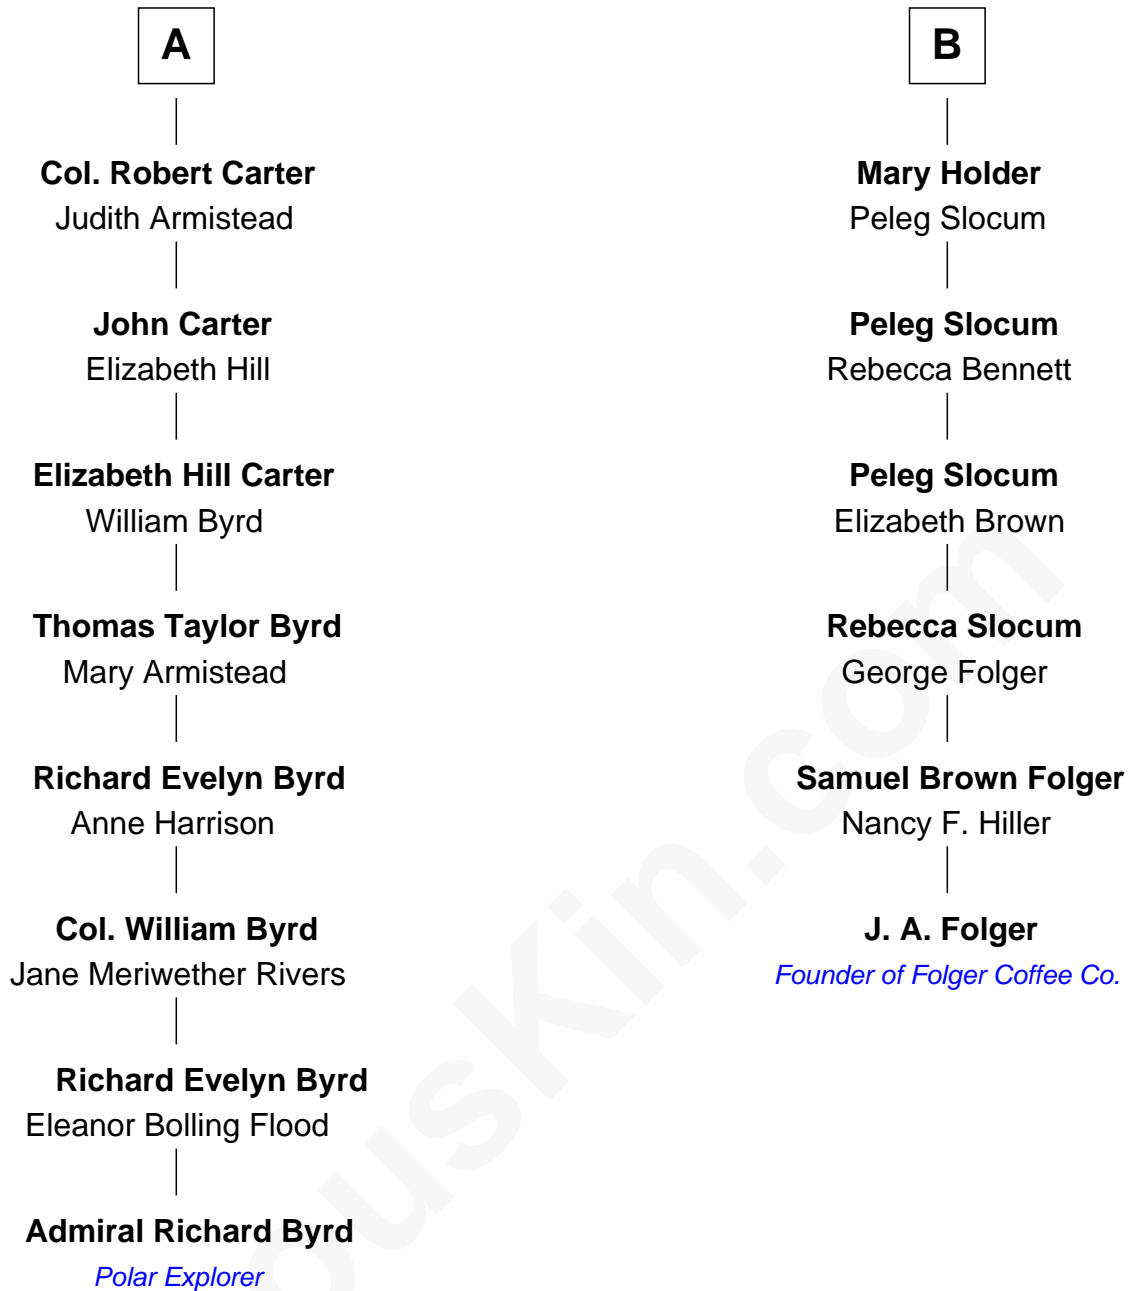 A
Col. Robert Carter
Judith Armistead
John Carter
Elizabeth Hill
Elizabeth Hill Carter
William Byrd
Thomas Taylor Byrd
Mary Armistead
Richard Evelyn Byrd
Anne Harrison
Col. William Byrd
Jane Meriwether Rivers
Richard Evelyn Byrd
Eleanor Bolling Flood
Admiral Richard Byrd
Polar Explorer
B
Mary Holder
Peleg Slocum
Peleg Slocum
Rebecca Bennett
Peleg Slocum
Elizabeth Brown
Rebecca Slocum
George Folger
Samuel Brown Folger
Nancy F. Hiller
J. A. Folger
Founder of Folger Coffee Co.